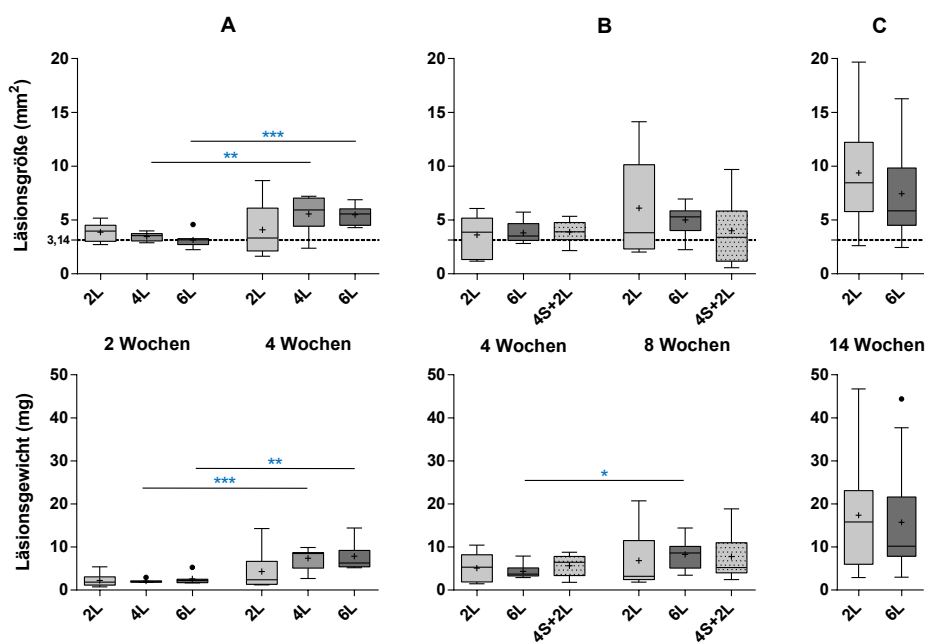 A B C
Läsionsgröße (mm²)
20 20 20
15 15 15
10 10 10
5 5 5
3,14
0 0 0
*** 
**
2L 4L 6L 2L 4L 6L 2L 6L 4S+2L 2L 6L 4S+2L 2L 6L
2 Wochen 4 Wochen 4 Wochen 8 Wochen 14 Wochen
Läsionsgewicht (mg)
50 50 50
40 40 40
30 30 30
20 20 20
10 10 10
0 0 0
**
***
*
2L 4L 6L 2L 4L 6L 2L 6L 4S+2L 2L 6L 4S+2L 2L 6L